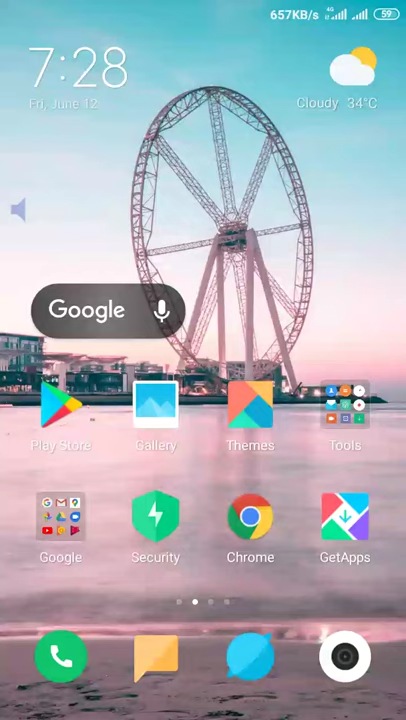 657KB/s 4G 59
7:28
Fri, June 12
Cloudy 34°C
Google
Play Store Gallery Themes Tools
Google Security Chrome GetApps